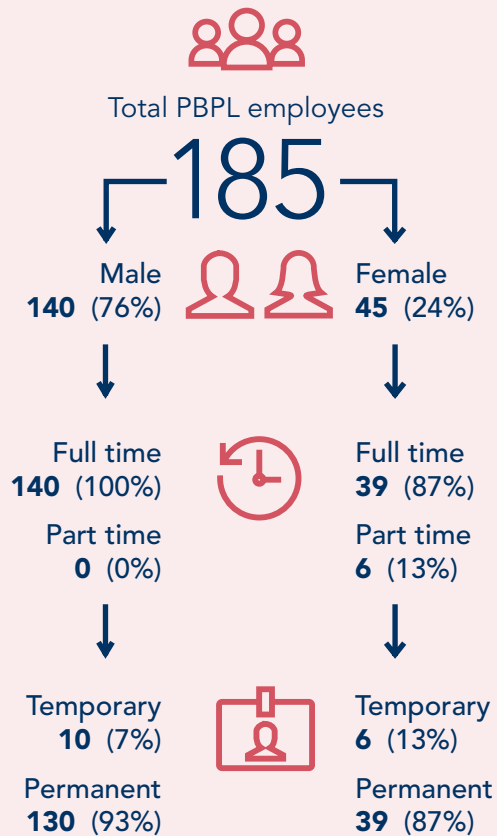 Total PBPL employees
185
Male
140 (76%)
Female
45 (24%)
Full time
140 (100%)
Part time
0 (0%)
Full time
39 (87%)
Part time
6 (13%)
Temporary
10 (7%)
Permanent
130 (93%)
Temporary
6 (13%)
Permanent
39 (87%)